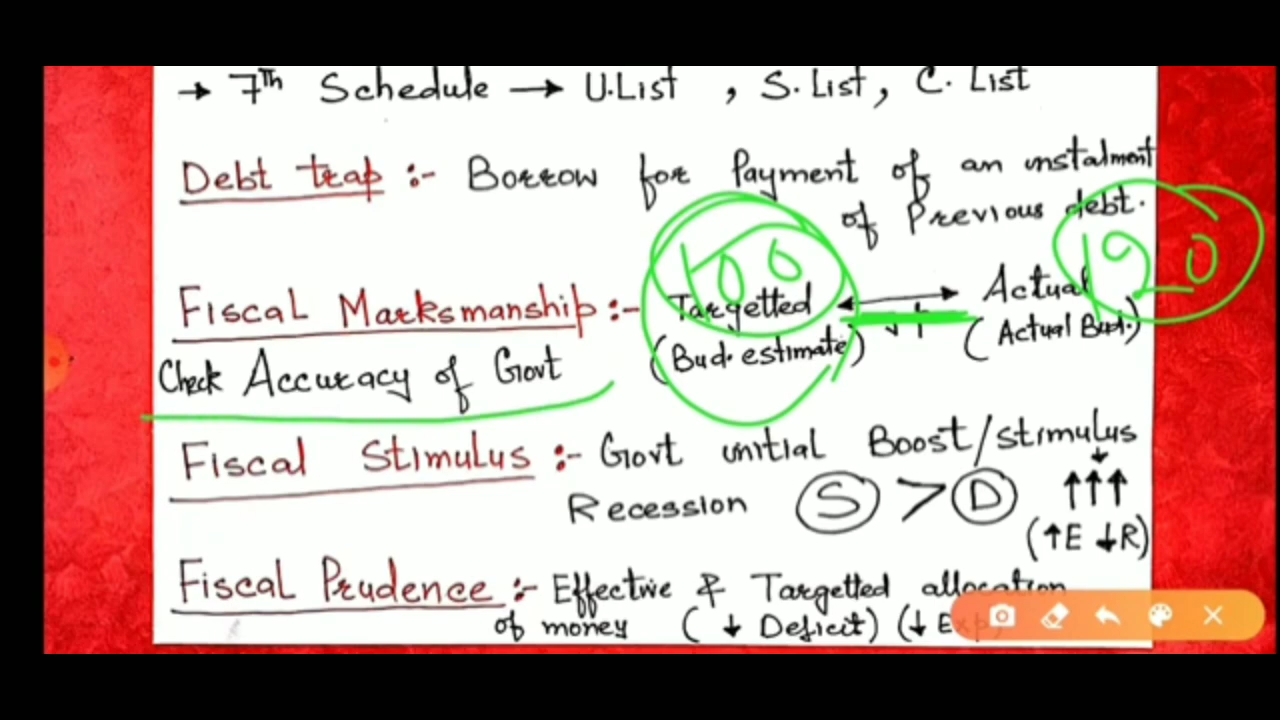 → 7Th Schedule → U.List , S. List, C. List
Debt trap :- Borrow for Payment of an instalment
of Previous debt.
100
120
Fiscal Marksmanship :- Targetted ↔ Actual
(Bud. estimate) (Actual Bud.)
Check Accuracy of Govt
Fiscal Stimulus :- Govt initial Boost/stimulus
Recession S > D ↑↑↑
(↑E ↓R)
Fiscal Prudence :- Effective & Targetted allocation
of money (↓ Deficit) (↓ Exp)